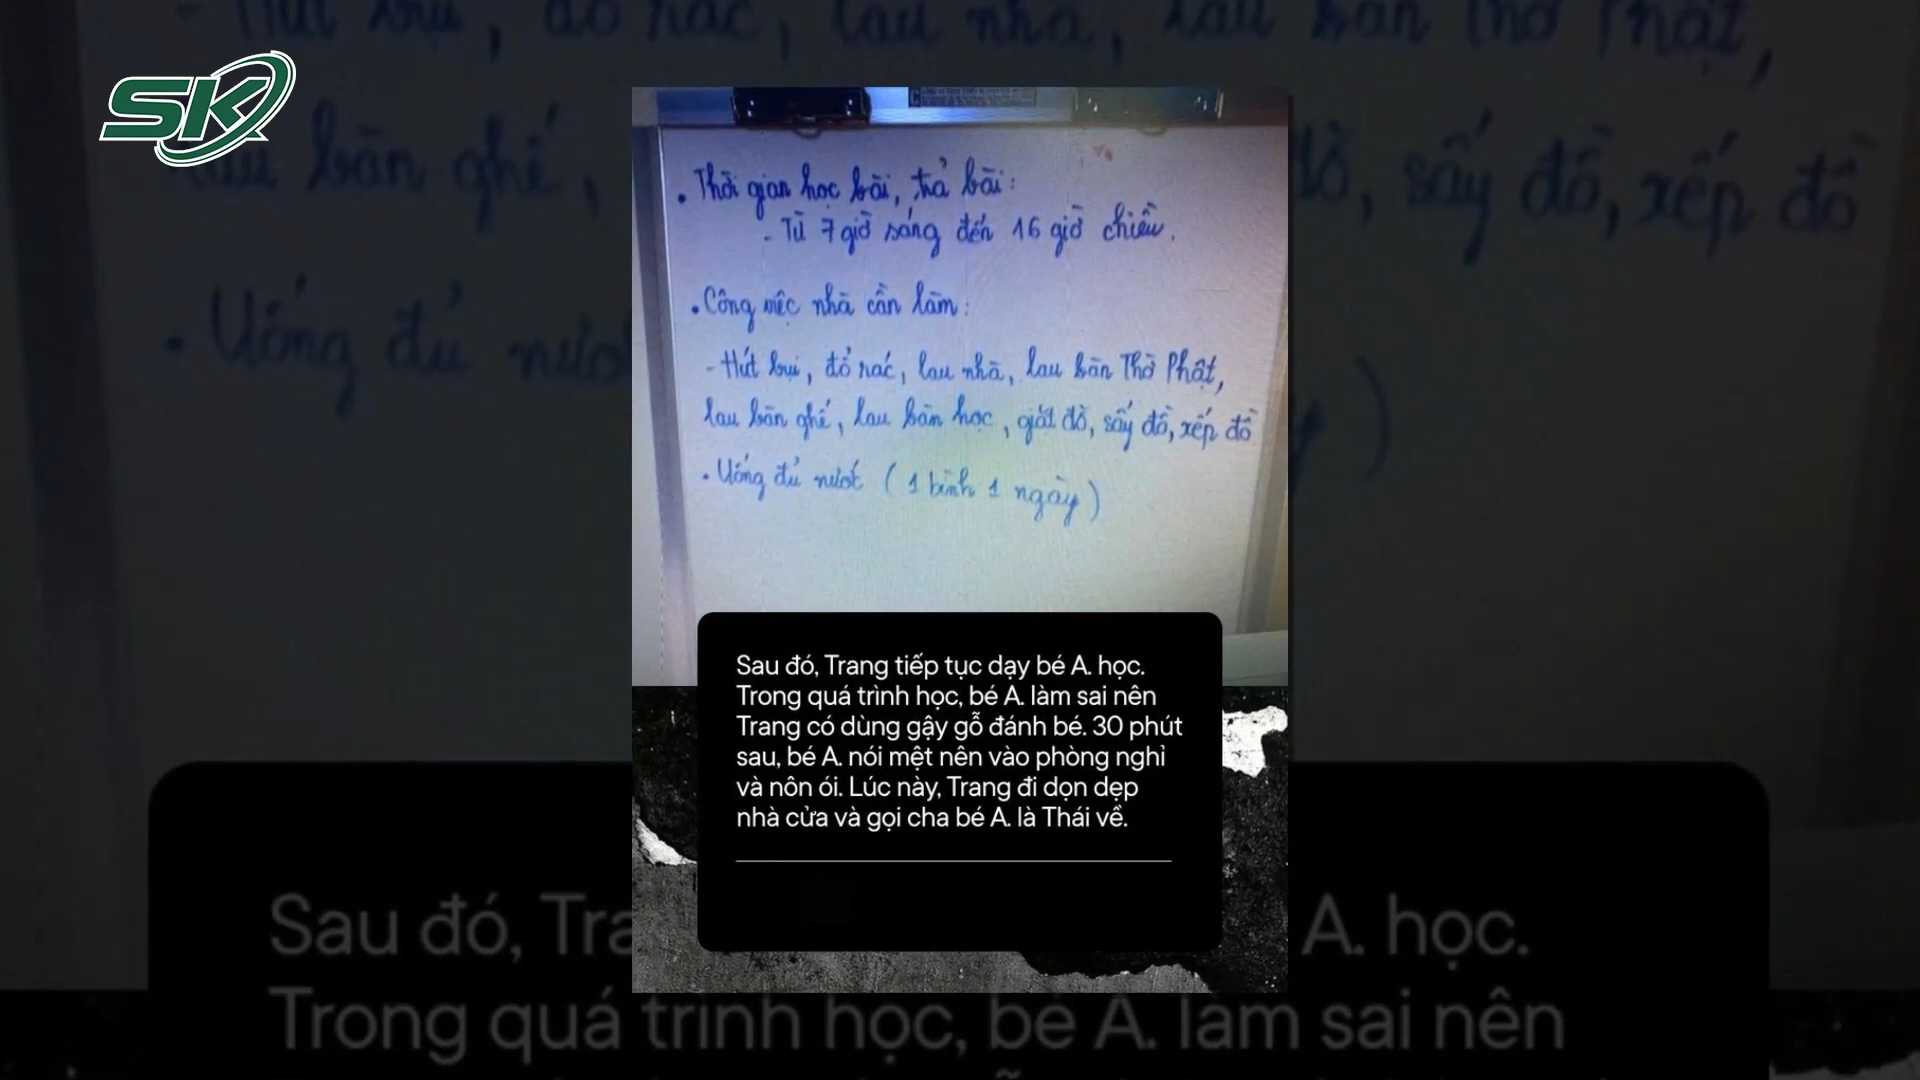 SK
• Thời gian học bài, trả bài:
- Từ 7 giờ sáng đến 16 giờ chiều.
• Công việc nhà cần làm:
- Hút bụi, đổ rác, lau nhà, lau bàn Thờ Phật,
lau bàn ghế, lau bàn học, giặt đồ, sấy đồ, xếp đồ
• Uống đủ nước (1 bình 1 ngày)
Sau đó, Trang tiếp tục dạy bé A. học.
Trong quá trình học, bé A. làm sai nên
Trang có dùng gậy gỗ đánh bé. 30 phút
sau, bé A. nói mệt nên vào phòng nghỉ
và nôn ói. Lúc này, Trang đi dọn dẹp
nhà cửa và gọi cha bé A. là Thái về.